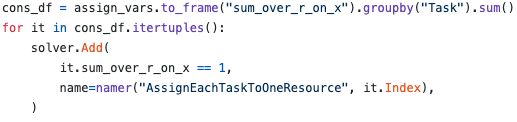 cons_df = assign_vars.to_frame("sum_over_r_on_x").groupby("Task").sum()
for it in cons_df.itertuples():
    solver.Add(
        it.sum_over_r_on_x == 1,
        name=namer("AssignEachTaskToOneResource", it.Index),
    )